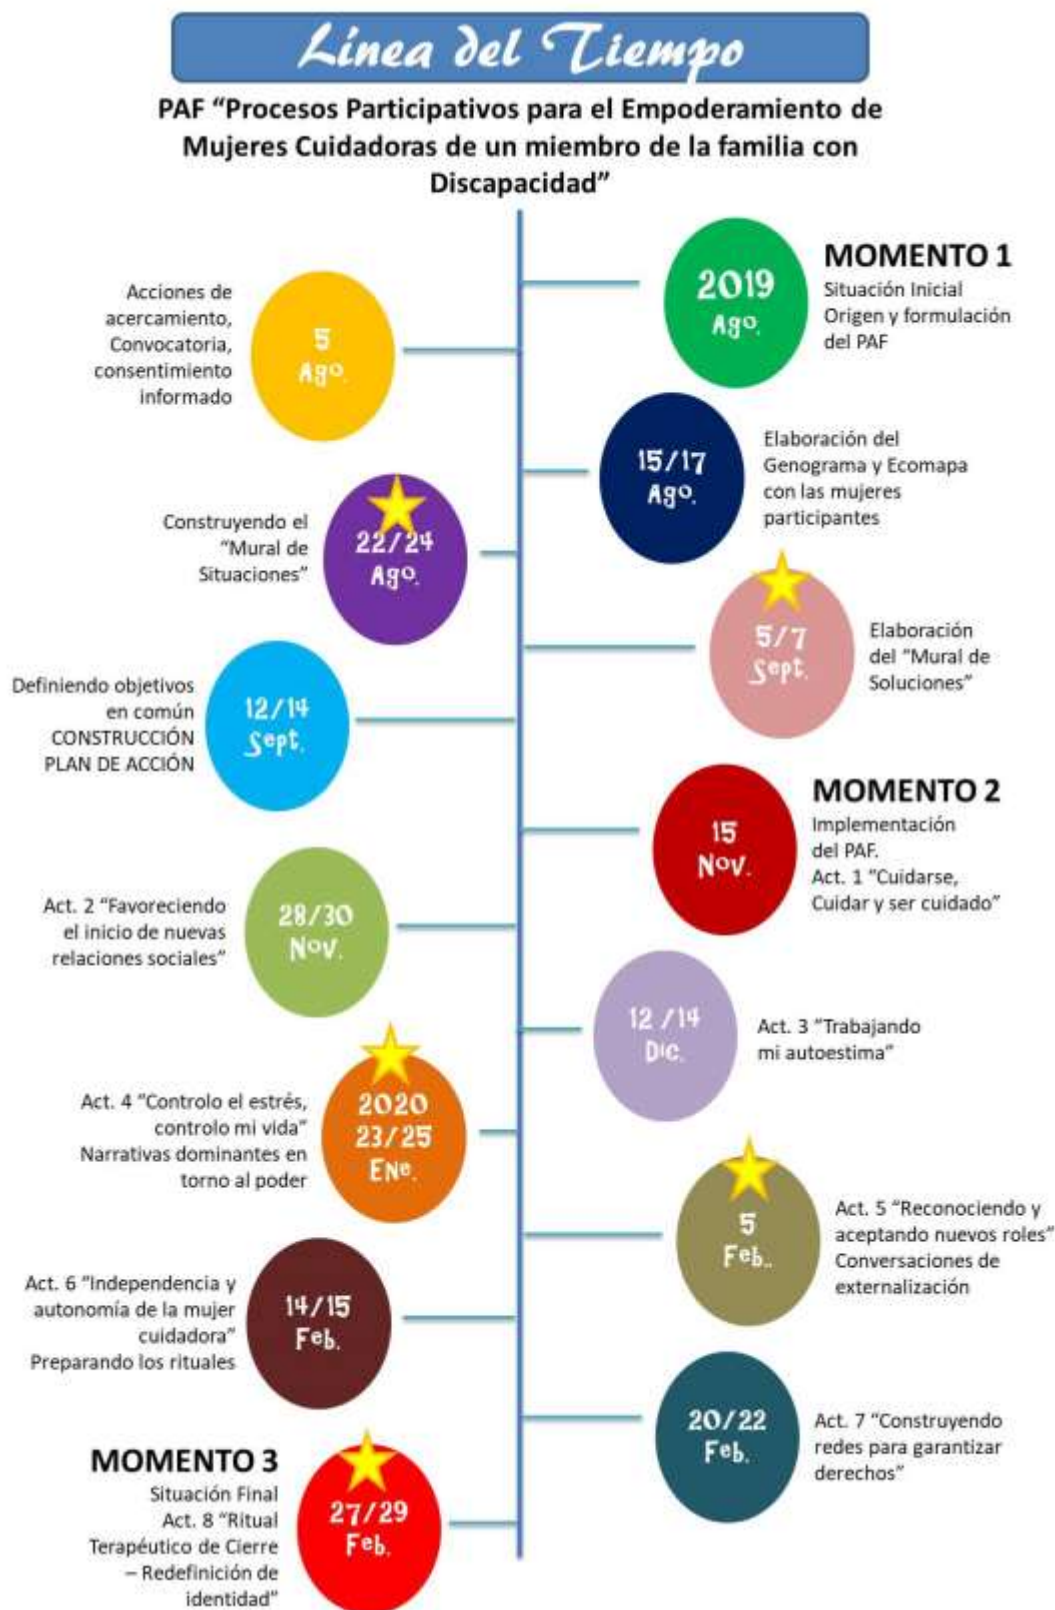 Línea del Tiempo
PAF “Procesos Participativos para el Empoderamiento de
Mujeres Cuidadoras de un miembro de la familia con
Discapacidad”
2019
Ago.
MOMENTO 1
Situación Inicial
Origen y formulación
del PAF
Acciones de
acercamiento,
Convocatoria,
consentimiento
informado
5
Ago.
15/17
Ago.
Elaboración del
Genograma y Ecomapa
con las mujeres
participantes
Construyendo el
“Mural de
Situaciones”
22/24
Ago.
5/7
Sept.
Elaboración
del “Mural de
Soluciones”
Definiendo objetivos
en común
CONSTRUCCIÓN
PLAN DE ACCIÓN
12/14
Sept.
15
Nov.
MOMENTO 2
Implementación
del PAF.
Act. 1 “Cuidarse,
Cuidar y ser cuidado”
Act. 2 “Favoreciendo
el inicio de nuevas
relaciones sociales”
28/30
Nov.
12 /14
Dic.
Act. 3 “Trabajando
mi autoestima”
Act. 4 “Controlo el estrés,
controlo mi vida”
Narrativas dominantes en
torno al poder
2020
23/25
Ene.
5
Feb..
Act. 5 “Reconociendo y
aceptando nuevos roles”
Conversaciones de
externalización
Act. 6 “Independencia y
autonomía de la mujer
cuidadora”
Preparando los rituales
14/15
Feb.
20/22
Feb.
Act. 7 “Construyendo
redes para garantizar
derechos”
MOMENTO 3
Situación Final
Act. 8 “Ritual
Terapéutico de Cierre
– Redefinición de
identidad”
27/29
Feb.